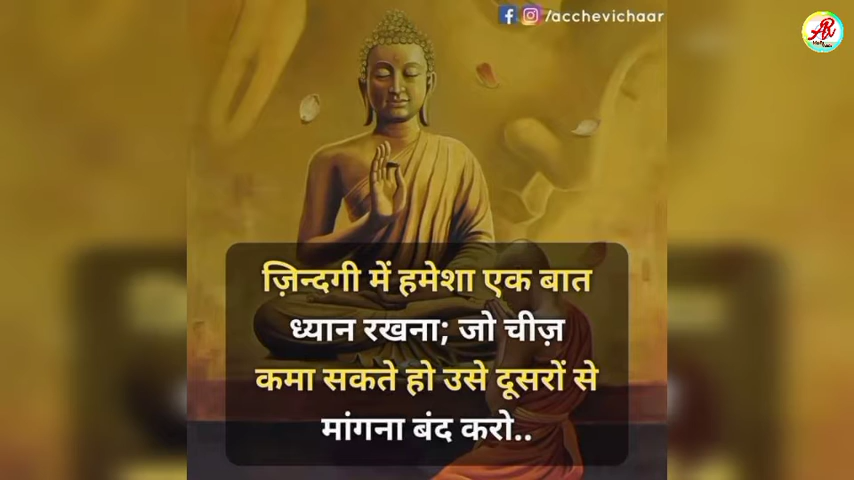 /acchevichaar
ज़िन्दगी में हमेशा एक बात
ध्यान रखना; जो चीज़
कमा सकते हो उसे दूसरों से
मांगना बंद करो..